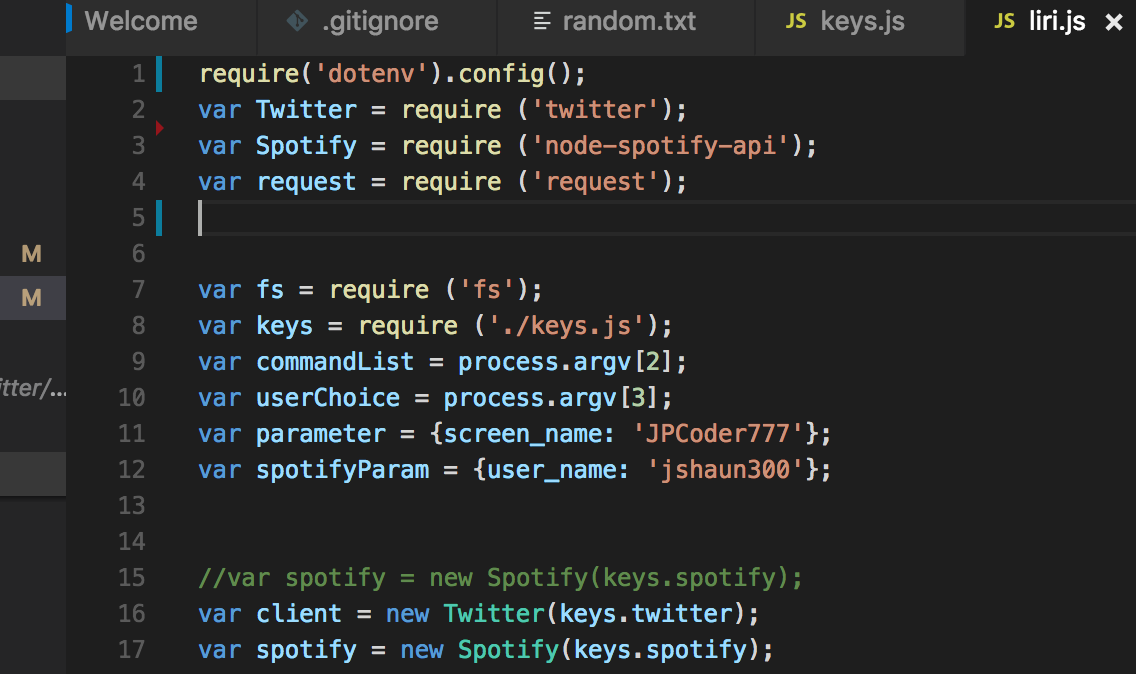 Welcome .gitignore random.txt JS keys.js JS liri.js ×
1 require('dotenv').config();
2 var Twitter = require ('twitter');
3 var Spotify = require ('node-spotify-api');
4 var request = require ('request');
5
M 6
7 var fs = require ('fs');
M
8 var keys = require ('./keys.js');
9 var commandList = process.argv[2];
itter/...
10 var userChoice = process.argv[3];
11 var parameter = {screen_name: 'JPCoder777'};
12 var spotifyParam = {user_name: 'jshaun300'};
13
14
15 //var spotify = new Spotify(keys.spotify);
16 var client = new Twitter(keys.twitter);
17 var spotify = new Spotify(keys.spotify);